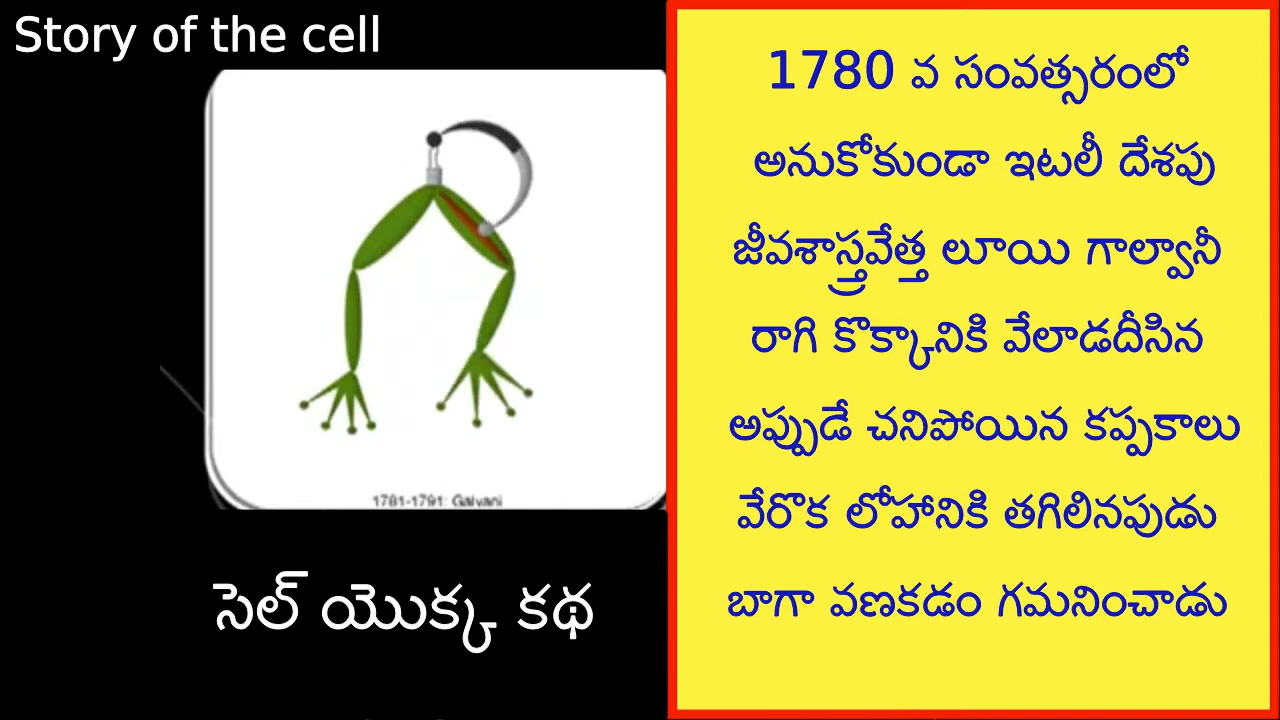 Story of the cell
1781-1791: Galvani
సెల్ యొక్క కథ
1780 వ సంవత్సరంలో
అనుకోకుండా ఇటలీ దేశపు
జీవశాస్త్రవేత్త లూయి గాల్వానీ
రాగి కొక్కానికి వేలాడదీసిన
అప్పుడే చనిపోయిన కప్పకాలు
వేరొక లోహానికి తగిలినపుడు
బాగా వణకడం గమనించాడు